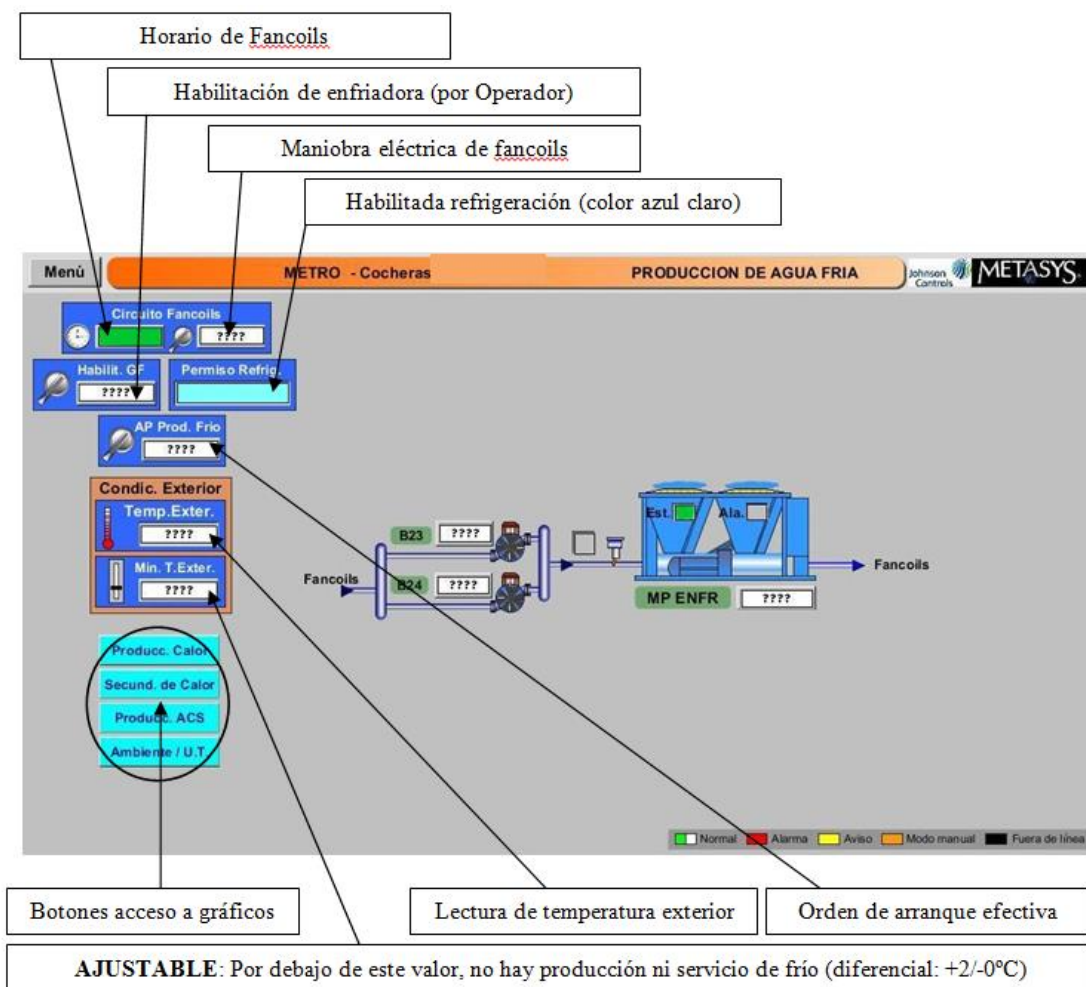 Horario de Fancoils
Habilitación de enfriadora (por Operador)
Maniobra eléctrica de fancoils
Habilitada refrigeración (color azul claro)
Menú
METRO - Cocheras
PRODUCCION DE AGUA FRIA
Johnson Controls
METASYS
Circuito Fancoils
????
Habilit. GF
Permiso Refrig.
????
AP Prod. Frio
????
Condic. Exterior
Temp.Exter.
????
Min. T.Exter.
????
B23 ????
B24 ????
Fancoils
Est.
Ala.
Fancoils
MP ENFR ????
Producc. Calor
Secund. de Calor
Producc. ACS
Ambiente / U.T.
Normal Alarma Aviso Modo manual Fuera de línea
Botones acceso a gráficos
Lectura de temperatura exterior
Orden de arranque efectiva
AJUSTABLE: Por debajo de este valor, no hay producción ni servicio de frío (diferencial: +2/-0ºC)